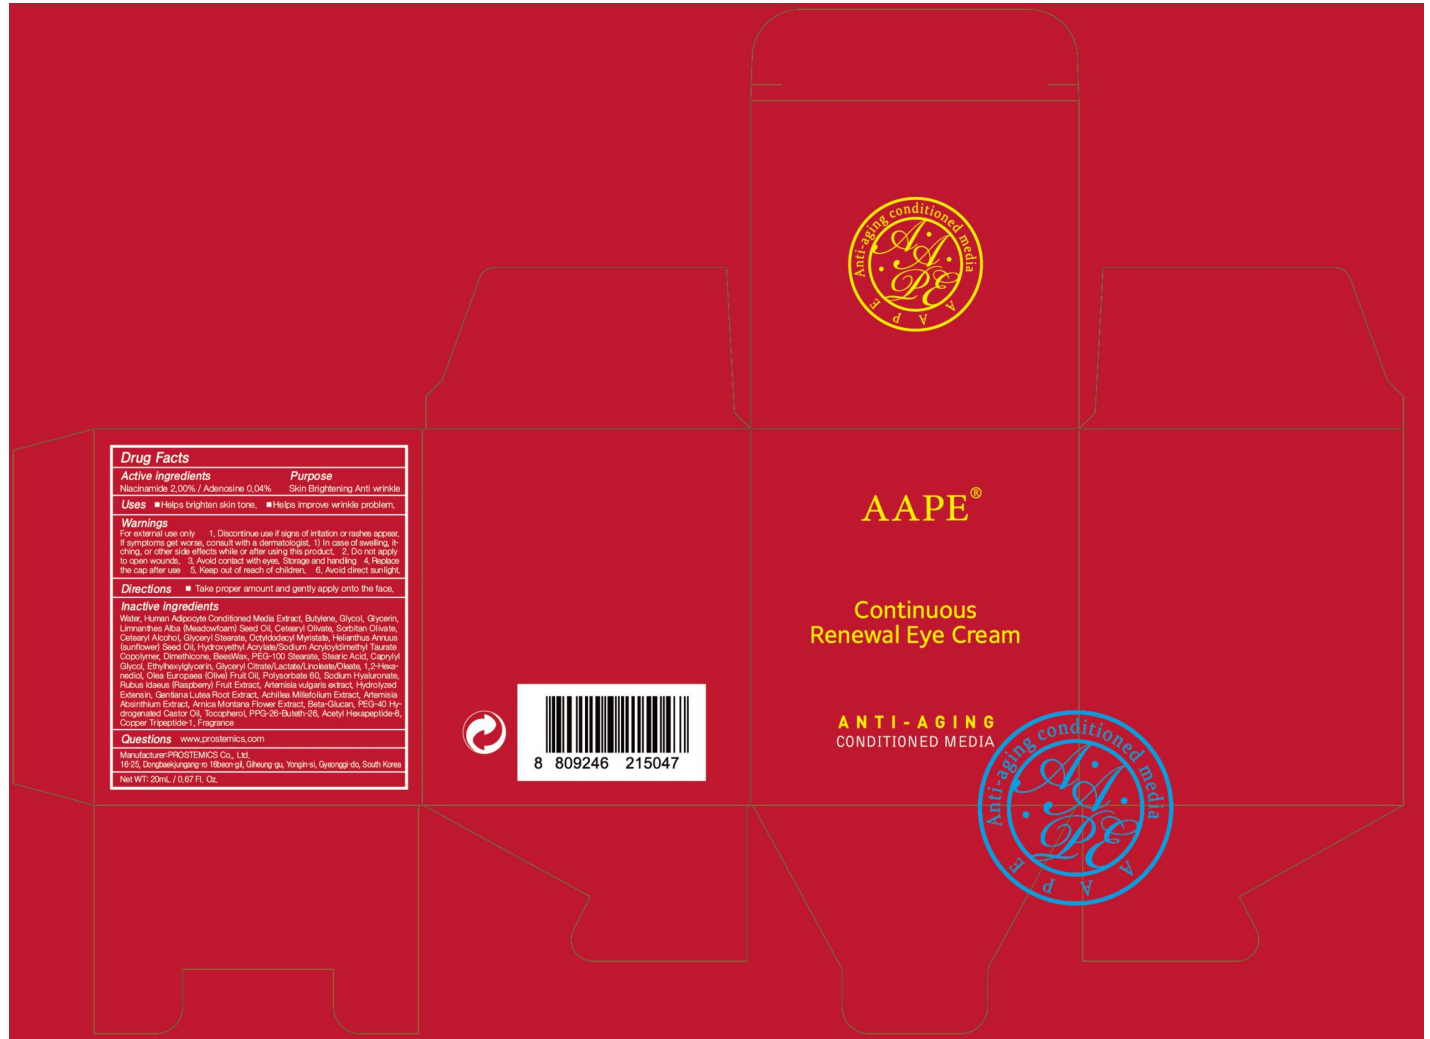 Anti-aging conditioned media
AAPE
AAPE
Drug Facts
Active ingredients Purpose
Niacinamide 2.00% / Adenosine 0.04% Skin Brightening Anti wrinkle
Uses ■Helps brighten skin tone. ■Helps improve wrinkle problem.
Warnings
For external use only 1. Discontinue use if signs of irritation or rashes appear.
If symptoms get worse, consult with a dermatologist. 1) In case of swelling, it-
ching, or other side effects while or after using this product. 2. Do not apply
to open wounds. 3. Avoid contact with eyes. Storage and handling 4. Replace
the cap after use 5. Keep out of reach of children. 6. Avoid direct sunlight.
Directions ■ Take proper amount and gently apply onto the face.
Inactive ingredients
Water, Human Adipocyte Conditioned Media Extract, Butylene, Glycol, Glycerin,
Limnanthes Alba (Meadowfoam) Seed Oil, Cetearyl Olivate, Sorbitan Olivate,
Cetearyl Alcohol, Glyceryl Stearate, Octyldodecyl Myristate, Helianthus Annuus
(sunflower) Seed Oil, Hydroxyethyl Acrylate/Sodium Acryloyldimethyl Taurate
Copolymer, Dimethicone, BeesWax, PEG-100 Stearate, Stearic Acid, Caprylyl
Glycol, Ethylhexylglycerin, Glyceryl Citrate/Lactate/Linoleate/Oleate, 1,2-Hexa-
nediol, Olea Europaea (Olive) Fruit Oil, Polysorbate 60, Sodium Hyaluronate,
Rubus Idaeus (Raspberry) Fruit Extract, Artemisia vulgaris extract, Hydrolyzed
Extensin, Gentiana Lutea Root Extract, Achillea Millefolium Extract, Artemisia
Absinthium Extract, Arnica Montana Flower Extract, Beta-Glucan, PEG-40 Hy-
drogenated Castor Oil, Tocopherol, PPG-26-Buteth-26, Acetyl Hexapeptide-8,
Copper Tripeptide-1, Fragrance
Questions www.prostemics.com
Manufacturer:PROSTEMICS Co., Ltd.
16-25, Dongbaekjungang-ro 16beon-gil, Giheung-gu, Yongin-si, Gyeonggi-do, South Korea
Net WT: 20mL / 0.67 Fl. Oz.
8 809246 215047
AAPE®
Continuous
Renewal Eye Cream
ANTI-AGING
CONDITIONED MEDIA
Anti-aging conditioned media
AAPE
AAPE